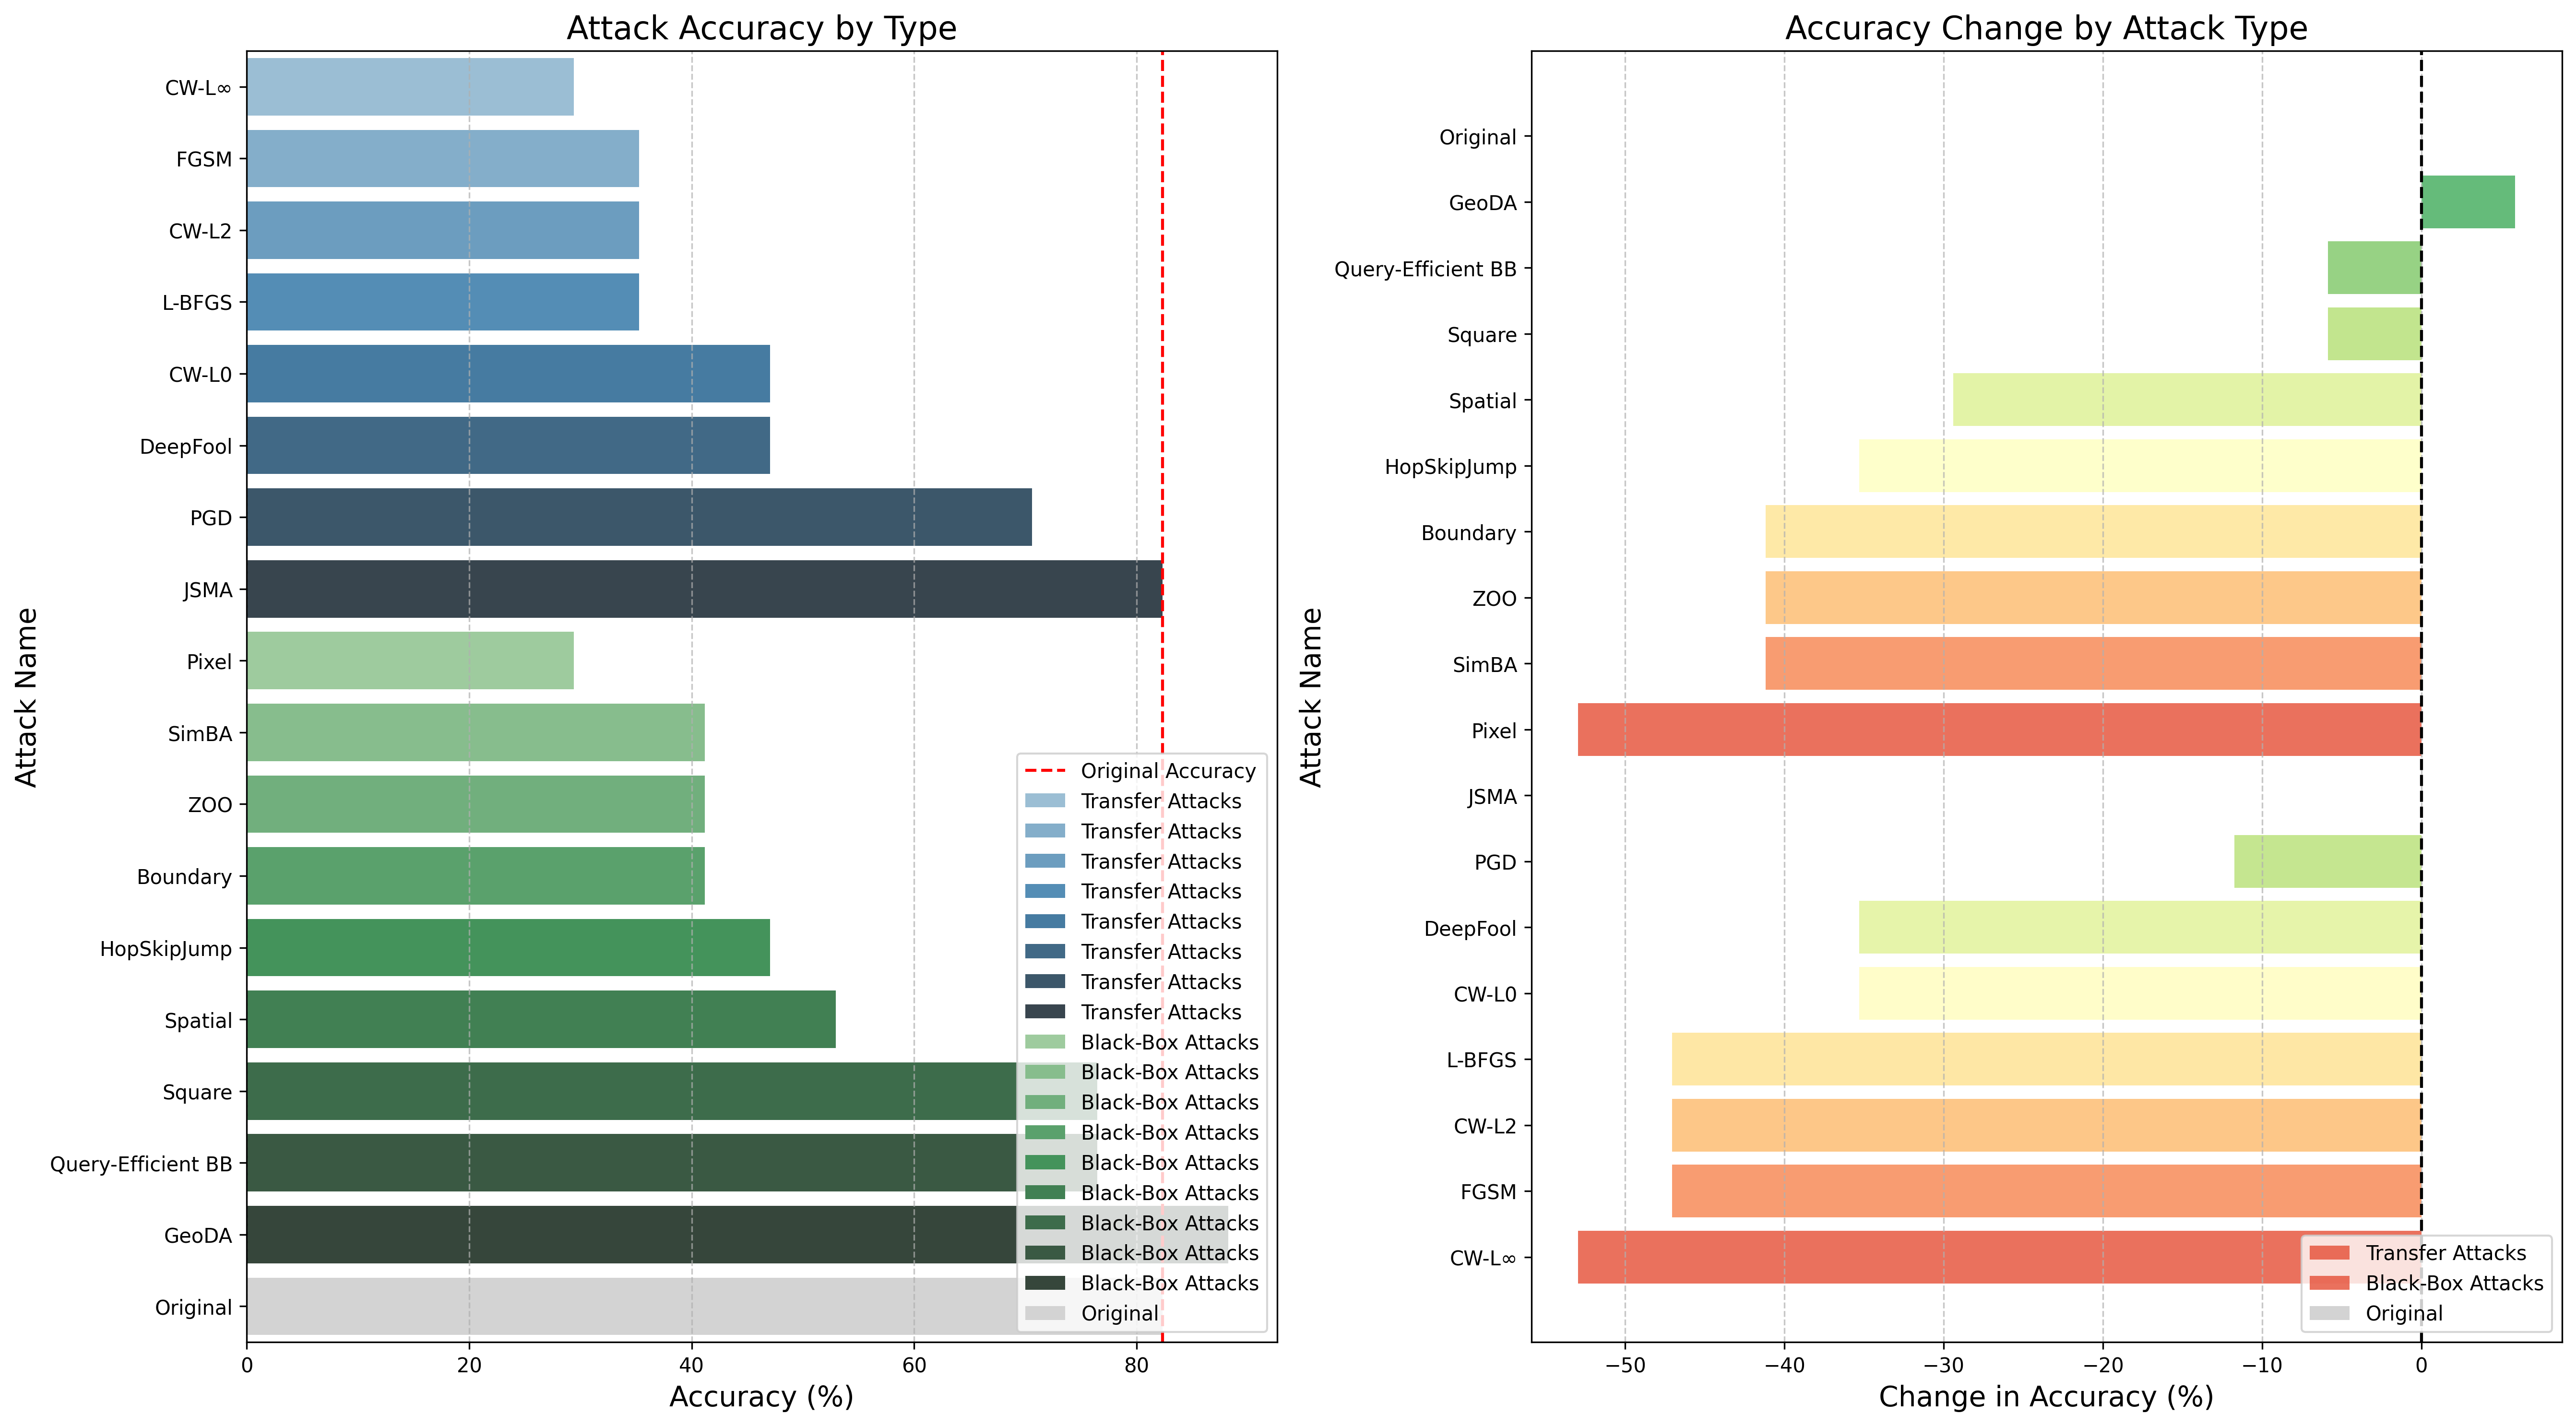 Attack Accuracy by Type
Attack Name
CW-L∞
FGSM
CW-L2
L-BFGS
CW-L0
DeepFool
PGD
JSMA
Pixel
SimBA
ZOO
Boundary
HopSkipJump
Spatial
Square
Query-Efficient BB
GeoDA
Original
Original Accuracy
Transfer Attacks
Transfer Attacks
Transfer Attacks
Transfer Attacks
Transfer Attacks
Transfer Attacks
Transfer Attacks
Transfer Attacks
Black-Box Attacks
Black-Box Attacks
Black-Box Attacks
Black-Box Attacks
Black-Box Attacks
Black-Box Attacks
Black-Box Attacks
Black-Box Attacks
Black-Box Attacks
Original
0 20 40 60 80
Accuracy (%)
Accuracy Change by Attack Type
Attack Name
Original
GeoDA
Query-Efficient BB
Square
Spatial
HopSkipJump
Boundary
ZOO
SimBA
Pixel
JSMA
PGD
DeepFool
CW-L0
L-BFGS
CW-L2
FGSM
CW-L∞
Transfer Attacks
Black-Box Attacks
Original
−50 −40 −30 −20 −10 0
Change in Accuracy (%)